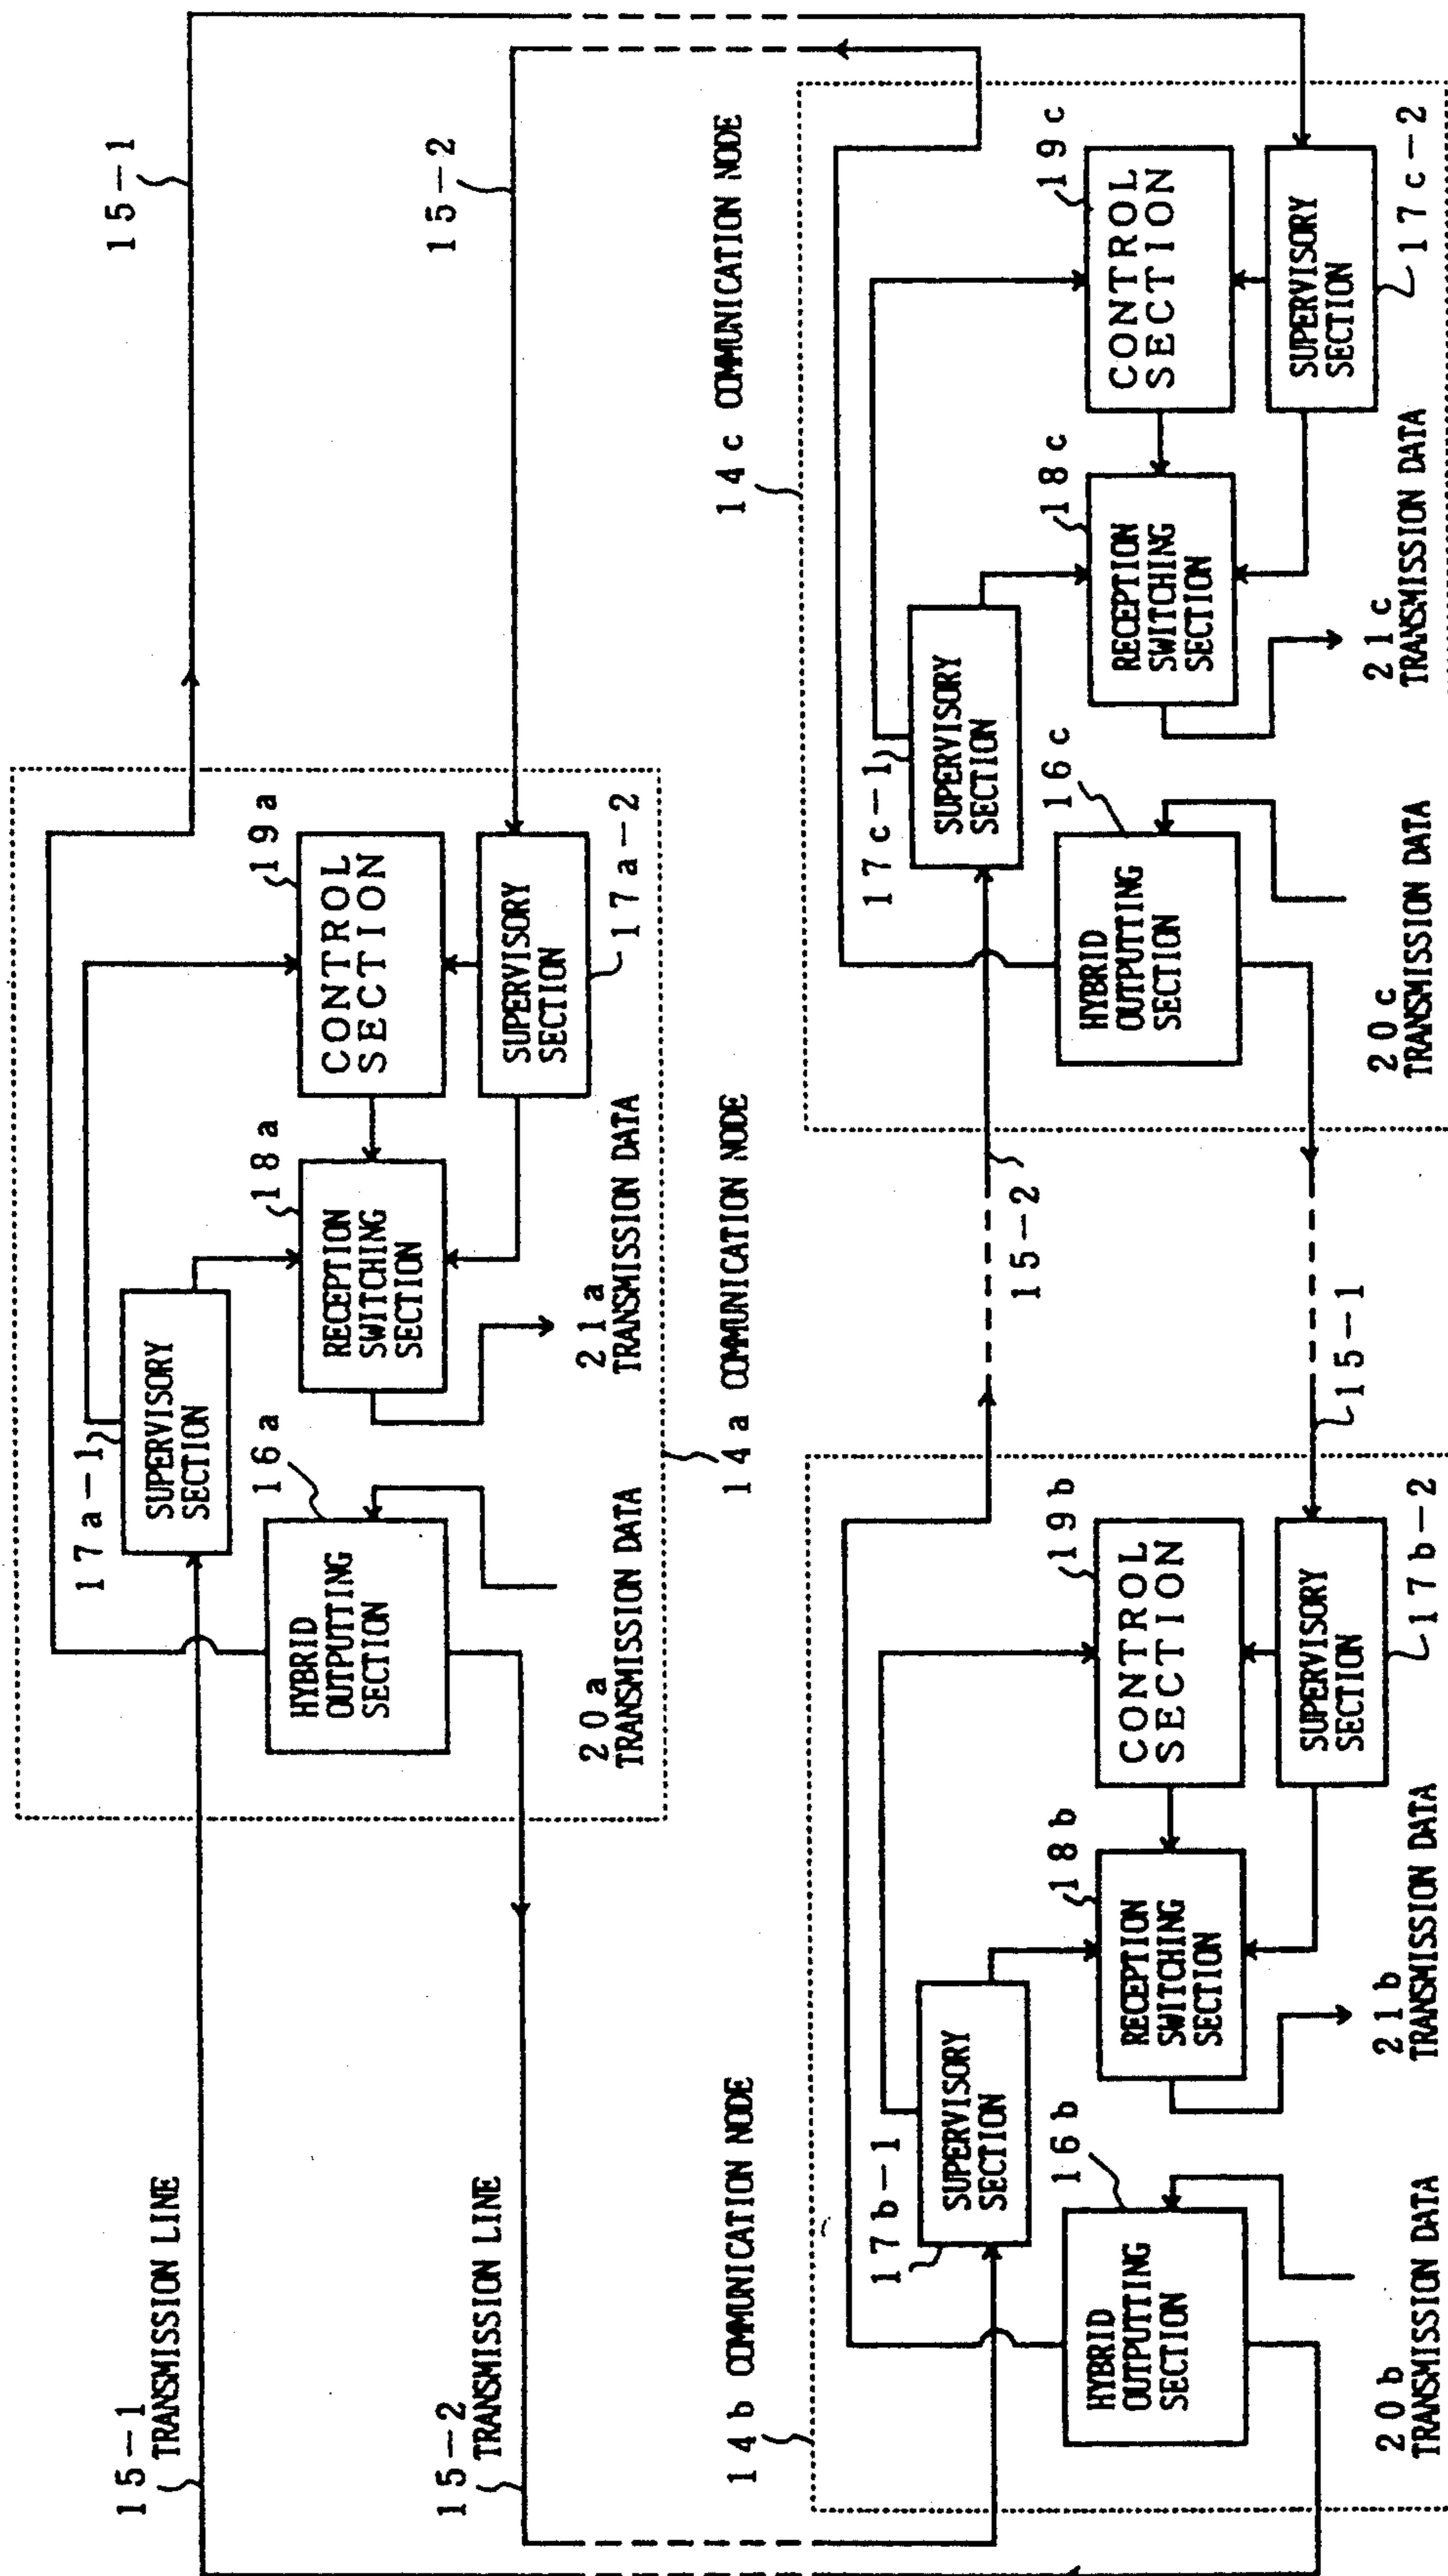 15-1
TRANSMISSION LINE
15-2
TRANSMISSION LINE
15-1
15-2
17a-1
SUPERVISORY
SECTION
16a
HYBRID
OUTPUTING
SECTION
18a
RECEPTION
SWITCHING
SECTION
19a
CONTROL
SECTION
SUPERVISORY
SECTION
17a-2
20a
TRANSMISSION DATA
21a
TRANSMISSION DATA
14a COMMUNICATION NODE
14b COMMUNICATION NODE
17b-1
SUPERVISORY
SECTION
16b
HYBRID
OUTPUTING
SECTION
18b
RECEPTION
SWITCHING
SECTION
19b
CONTROL
SECTION
SUPERVISORY
SECTION
17b-2
20b
TRANSMISSION DATA
21b
TRANSMISSION DATA
15-2
15-1
14c COMMUNICATION NODE
17c-1
SUPERVISORY
SECTION
16c
HYBRID
OUTPUTING
SECTION
18c
RECEPTION
SWITCHING
SECTION
19c
CONTROL
SECTION
SUPERVISORY
SECTION
17c-2
20c
TRANSMISSION DATA
21c
TRANSMISSION DATA